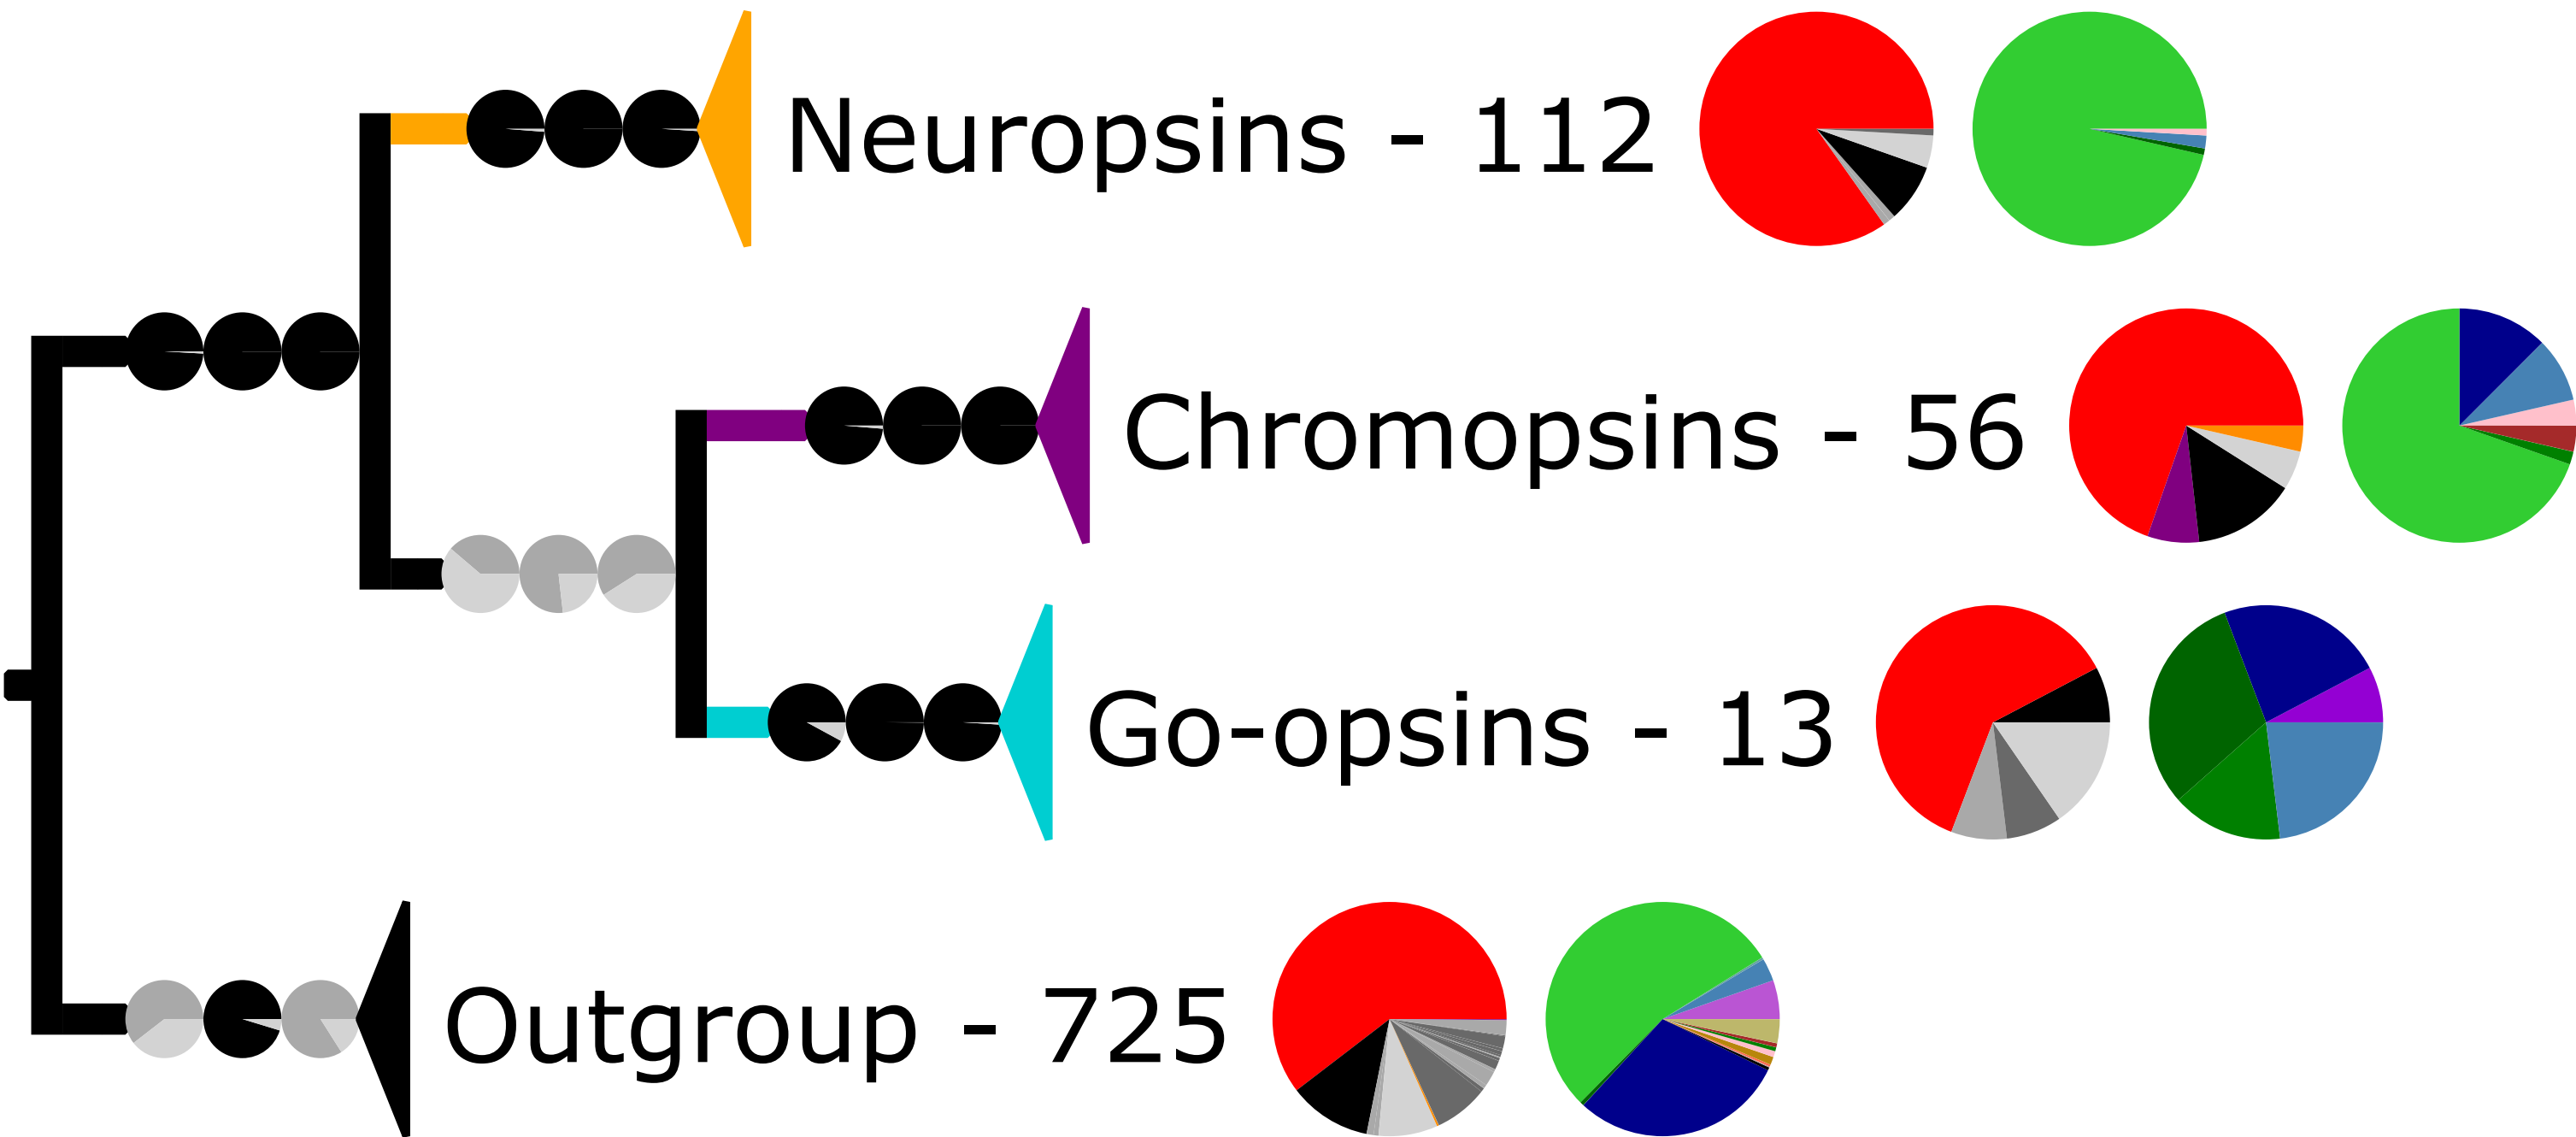 Neuropsins - 112
Chromopsins - 56
Go-opsins - 13
Outgroup - 725